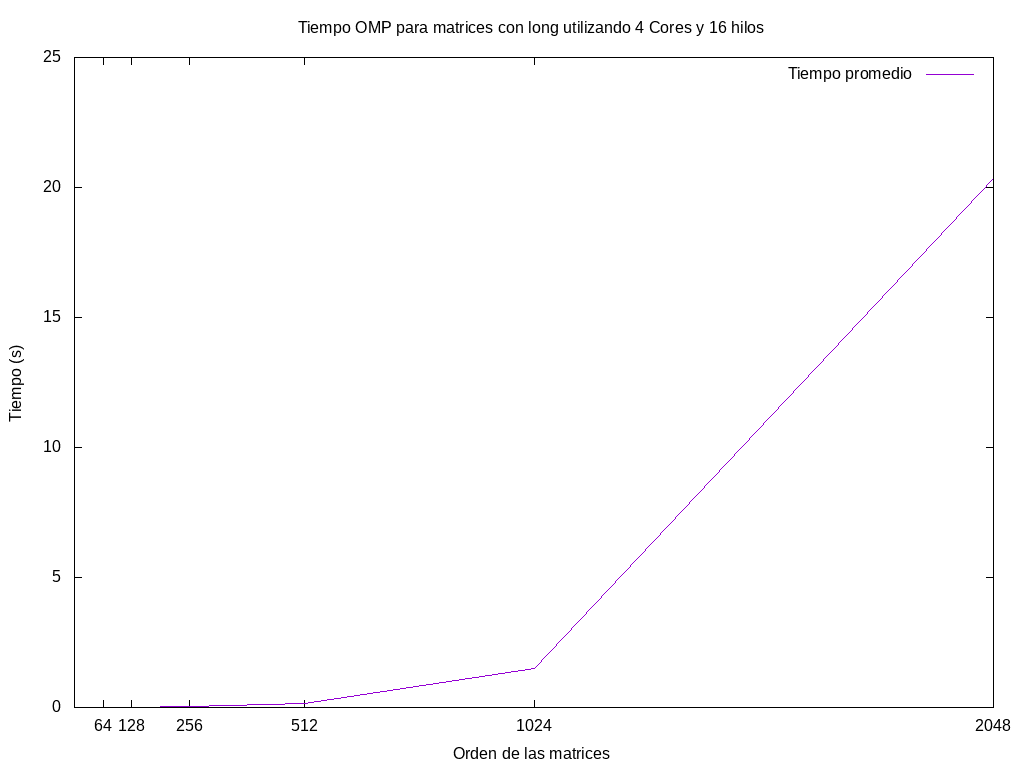 Tiempo OMP para matrices con long utilizando 4 Cores y 16 hilos
Tiempo promedio
25
20
15
10
5
0
Tiempo (s)
64 128 256 512 1024 2048
Orden de las matrices